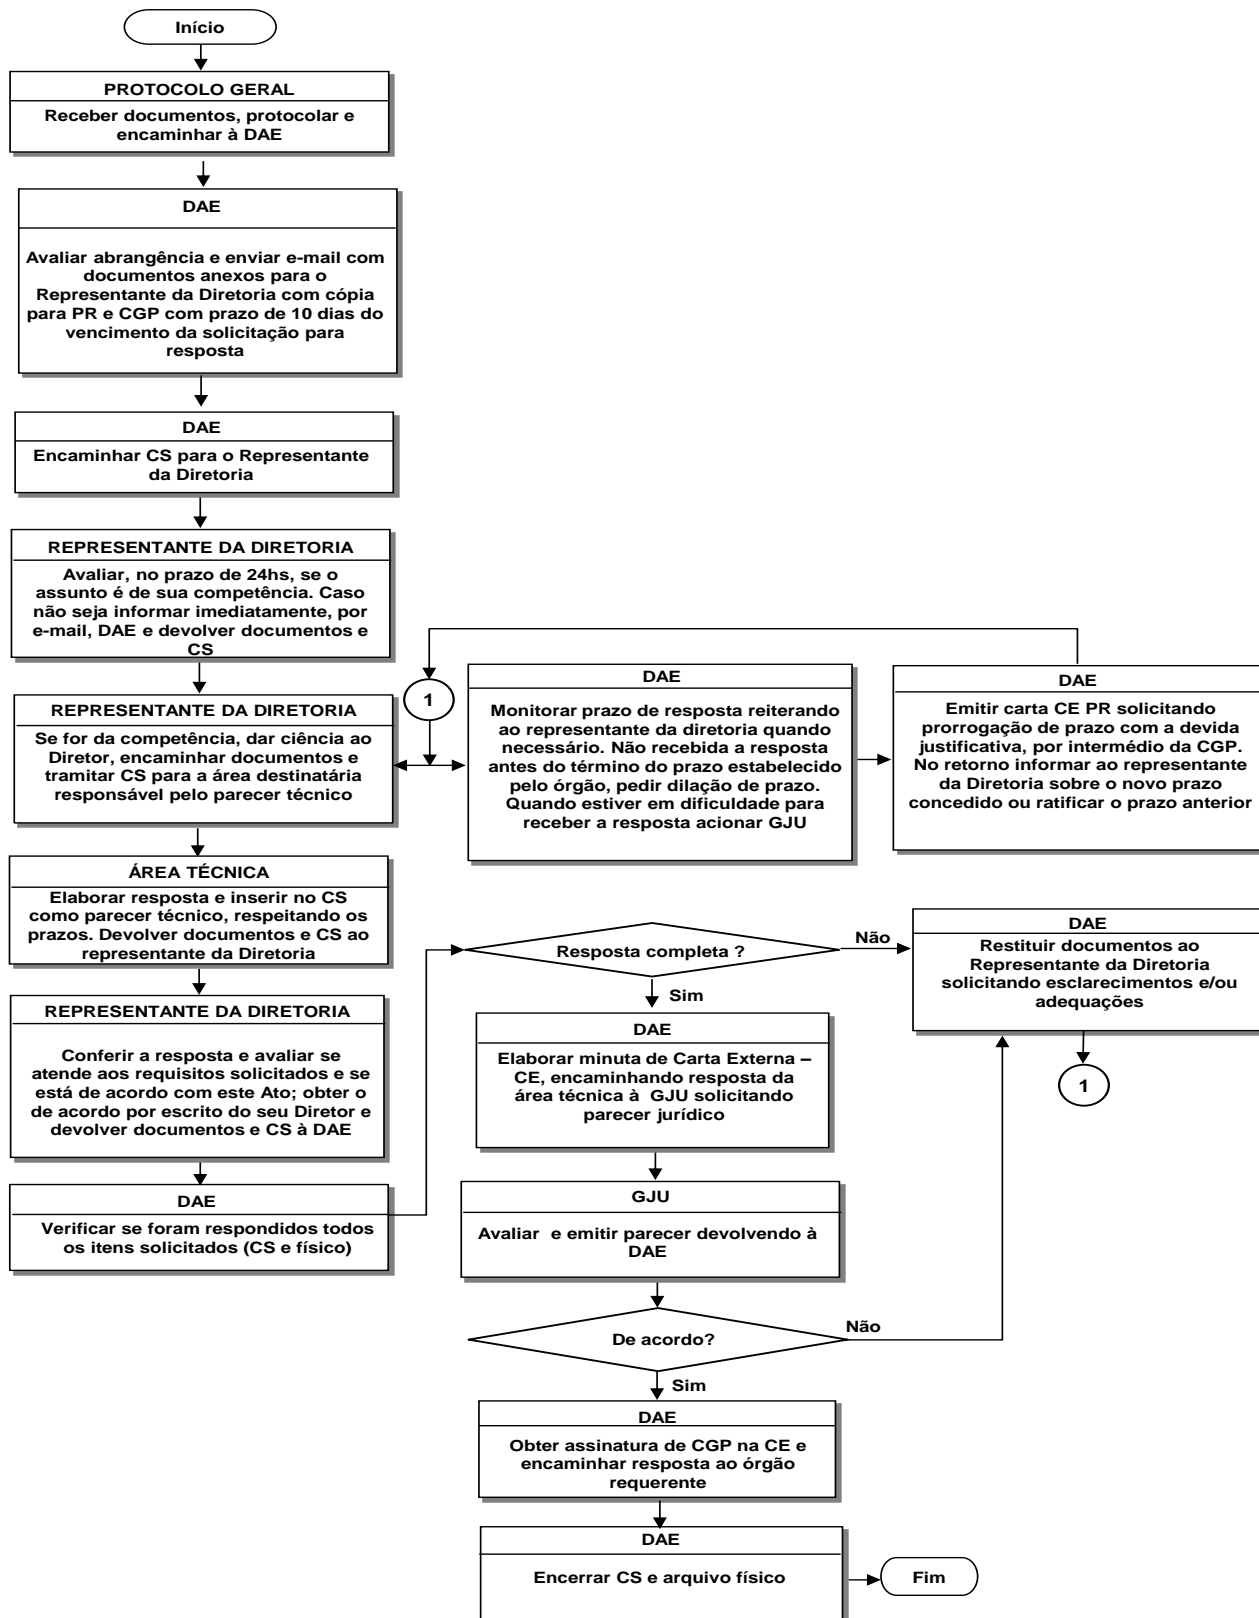 Início
PROTOCOLO GERAL
Receber documentos, protocolar e
encaminhar à DAE
DAE
Avaliar abrangência e enviar e-mail com
documentos anexos para o
Representante da Diretoria com cópia
para PR e CGP com prazo de 10 dias do
vencimento da solicitação para
resposta
DAE
Encaminhar CS para o Representante
da Diretoria
REPRESENTANTE DA DIRETORIA
Avaliar, no prazo de 24hs, se o
assunto é de sua competência. Caso
não seja informar imediatamente, por
e-mail, DAE e devolver documentos e
CS
REPRESENTANTE DA DIRETORIA
Se for da competência, dar ciência ao
Diretor, encaminhar documentos e
tramitar CS para a área destinatária
responsável pelo parecer técnico
1
DAE
Monitorar prazo de resposta reiterando
ao representante da diretoria quando
necessário. Não recebida a resposta
antes do término do prazo estabelecido
pelo órgão, pedir dilação de prazo.
Quando estiver em dificuldade para
receber a resposta acionar GJU
DAE
Emitir carta CE PR solicitando
prorrogação de prazo com a devida
justificativa, por intermédio da CGP.
No retorno informar ao representante
da Diretoria sobre o novo prazo
concedido ou ratificar o prazo anterior
ÁREA TÉCNICA
Elaborar resposta e inserir no CS
como parecer técnico, respeitando os
prazos. Devolver documentos e CS ao
representante da Diretoria
REPRESENTANTE DA DIRETORIA
Conferir a resposta e avaliar se
atende aos requisitos solicitados e se
está de acordo com este Ato; obter o
de acordo por escrito do seu Diretor e
devolver documentos e CS à DAE
DAE
Verificar se foram respondidos todos
os itens solicitados (CS e físico)
Resposta completa ?
Não
Sim
DAE
Restituir documentos ao
Representante da Diretoria
solicitando esclarecimentos e/ou
adequações
1
DAE
Elaborar minuta de Carta Externa –
CE, encaminhando resposta da
área técnica à GJU solicitando
parecer jurídico
GJU
Avaliar e emitir parecer devolvendo à
DAE
De acordo?
Não
Sim
DAE
Obter assinatura de CGP na CE e
encaminhar resposta ao órgão
requerente
DAE
Encerrar CS e arquivo físico
Fim